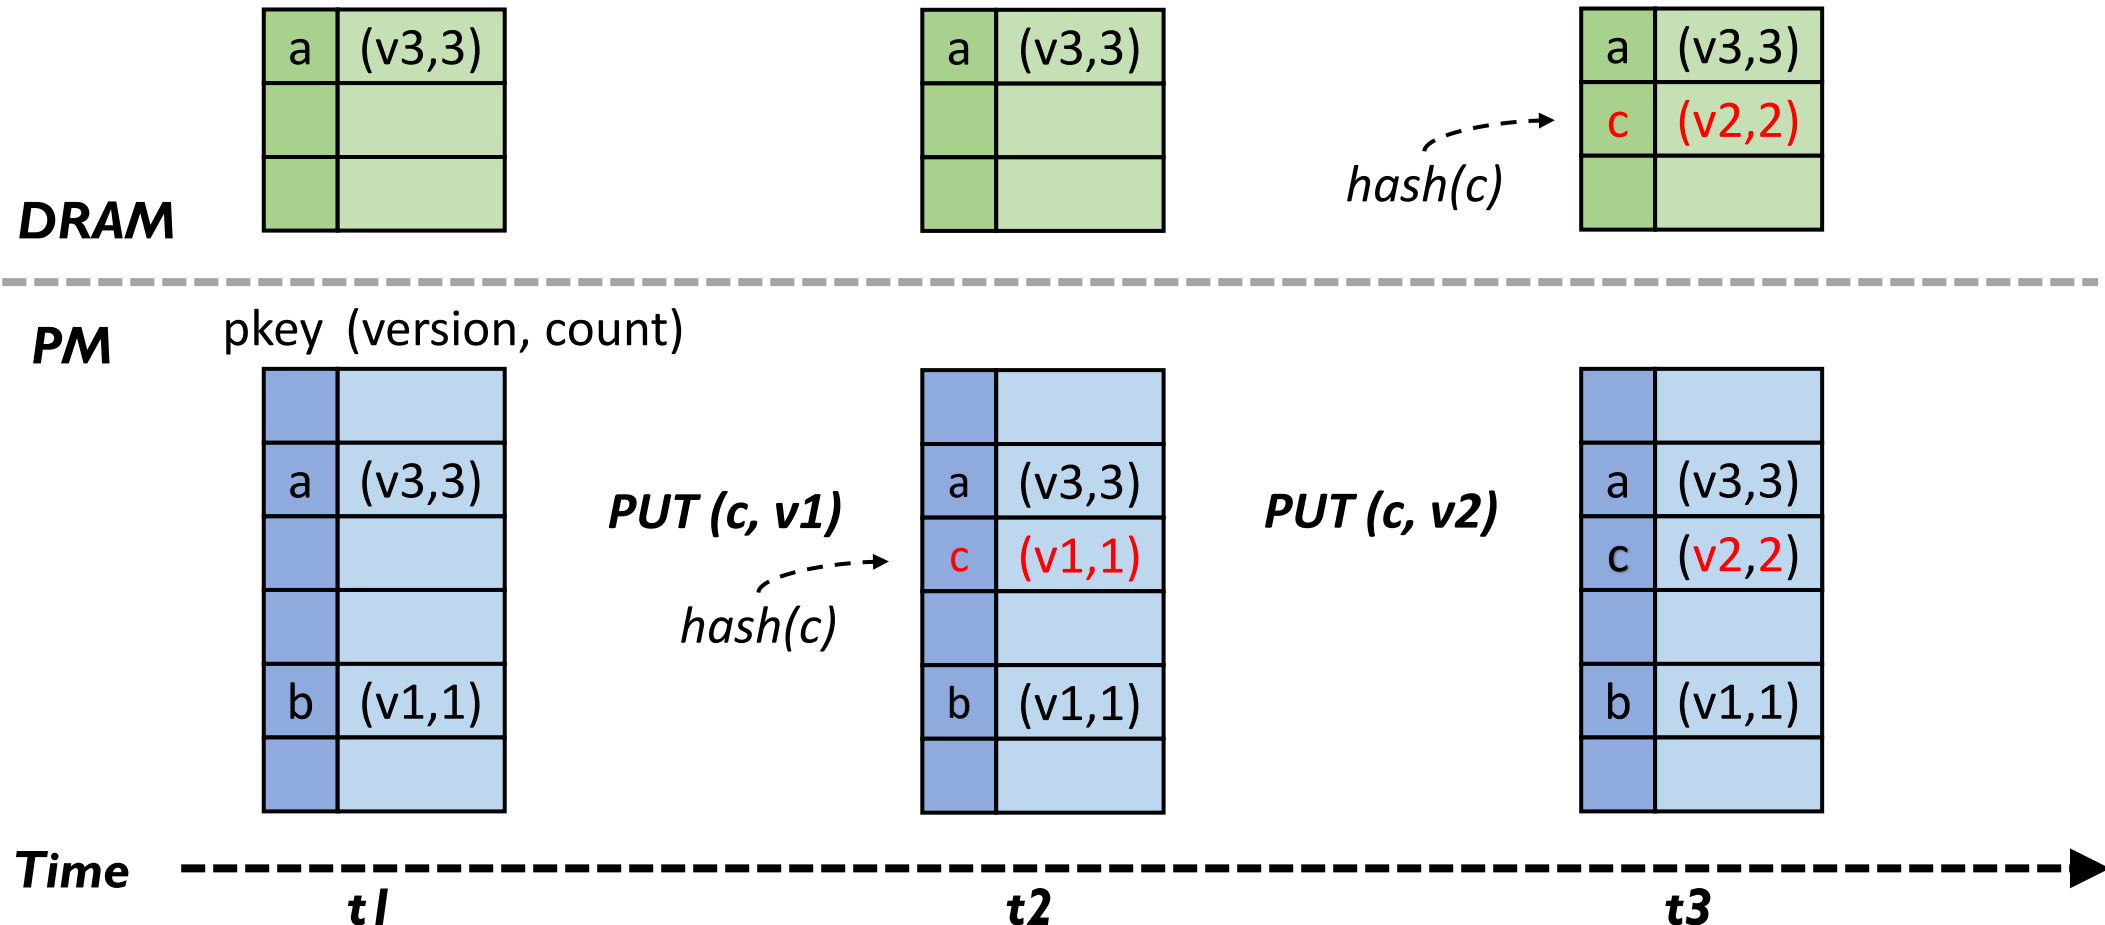 a (v3,3)
a (v3,3)
a (v3,3)
c (v2,2)
hash(c)
DRAM
PM
pkey (version, count)
a (v3,3)
b (v1,1)
PUT (c, v1)
hash(c)
a (v3,3)
c (v1,1)
b (v1,1)
PUT (c, v2)
a (v3,3)
c (v2,2)
b (v1,1)
Time
t1
t2
t3